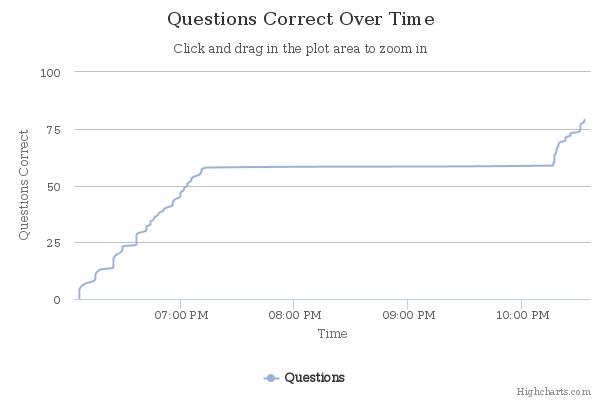 Questions Correct Over Time
Click and drag in the plot area to zoom in
Questions Correct
100
75
50
25
0
07:00 PM 08:00 PM 09:00 PM 10:00 PM
Time
Questions
Highcharts.com